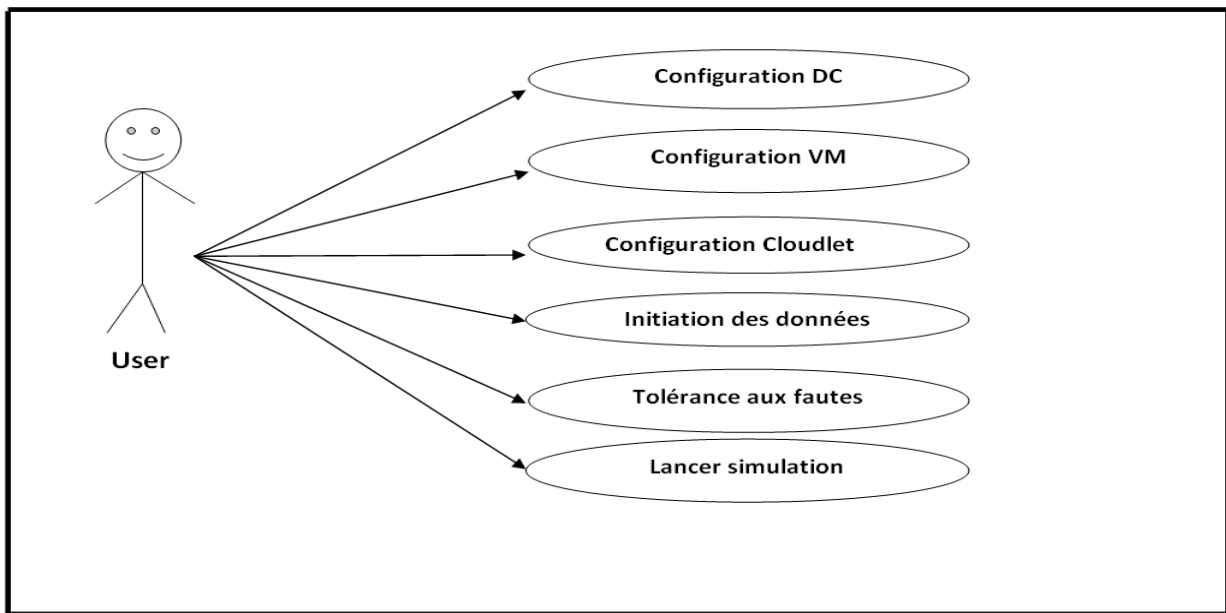 Configuration DC
Configuration VM
Configuration Cloudlet
Initiation des données
User
Tolérance aux fautes
Lancer simulation